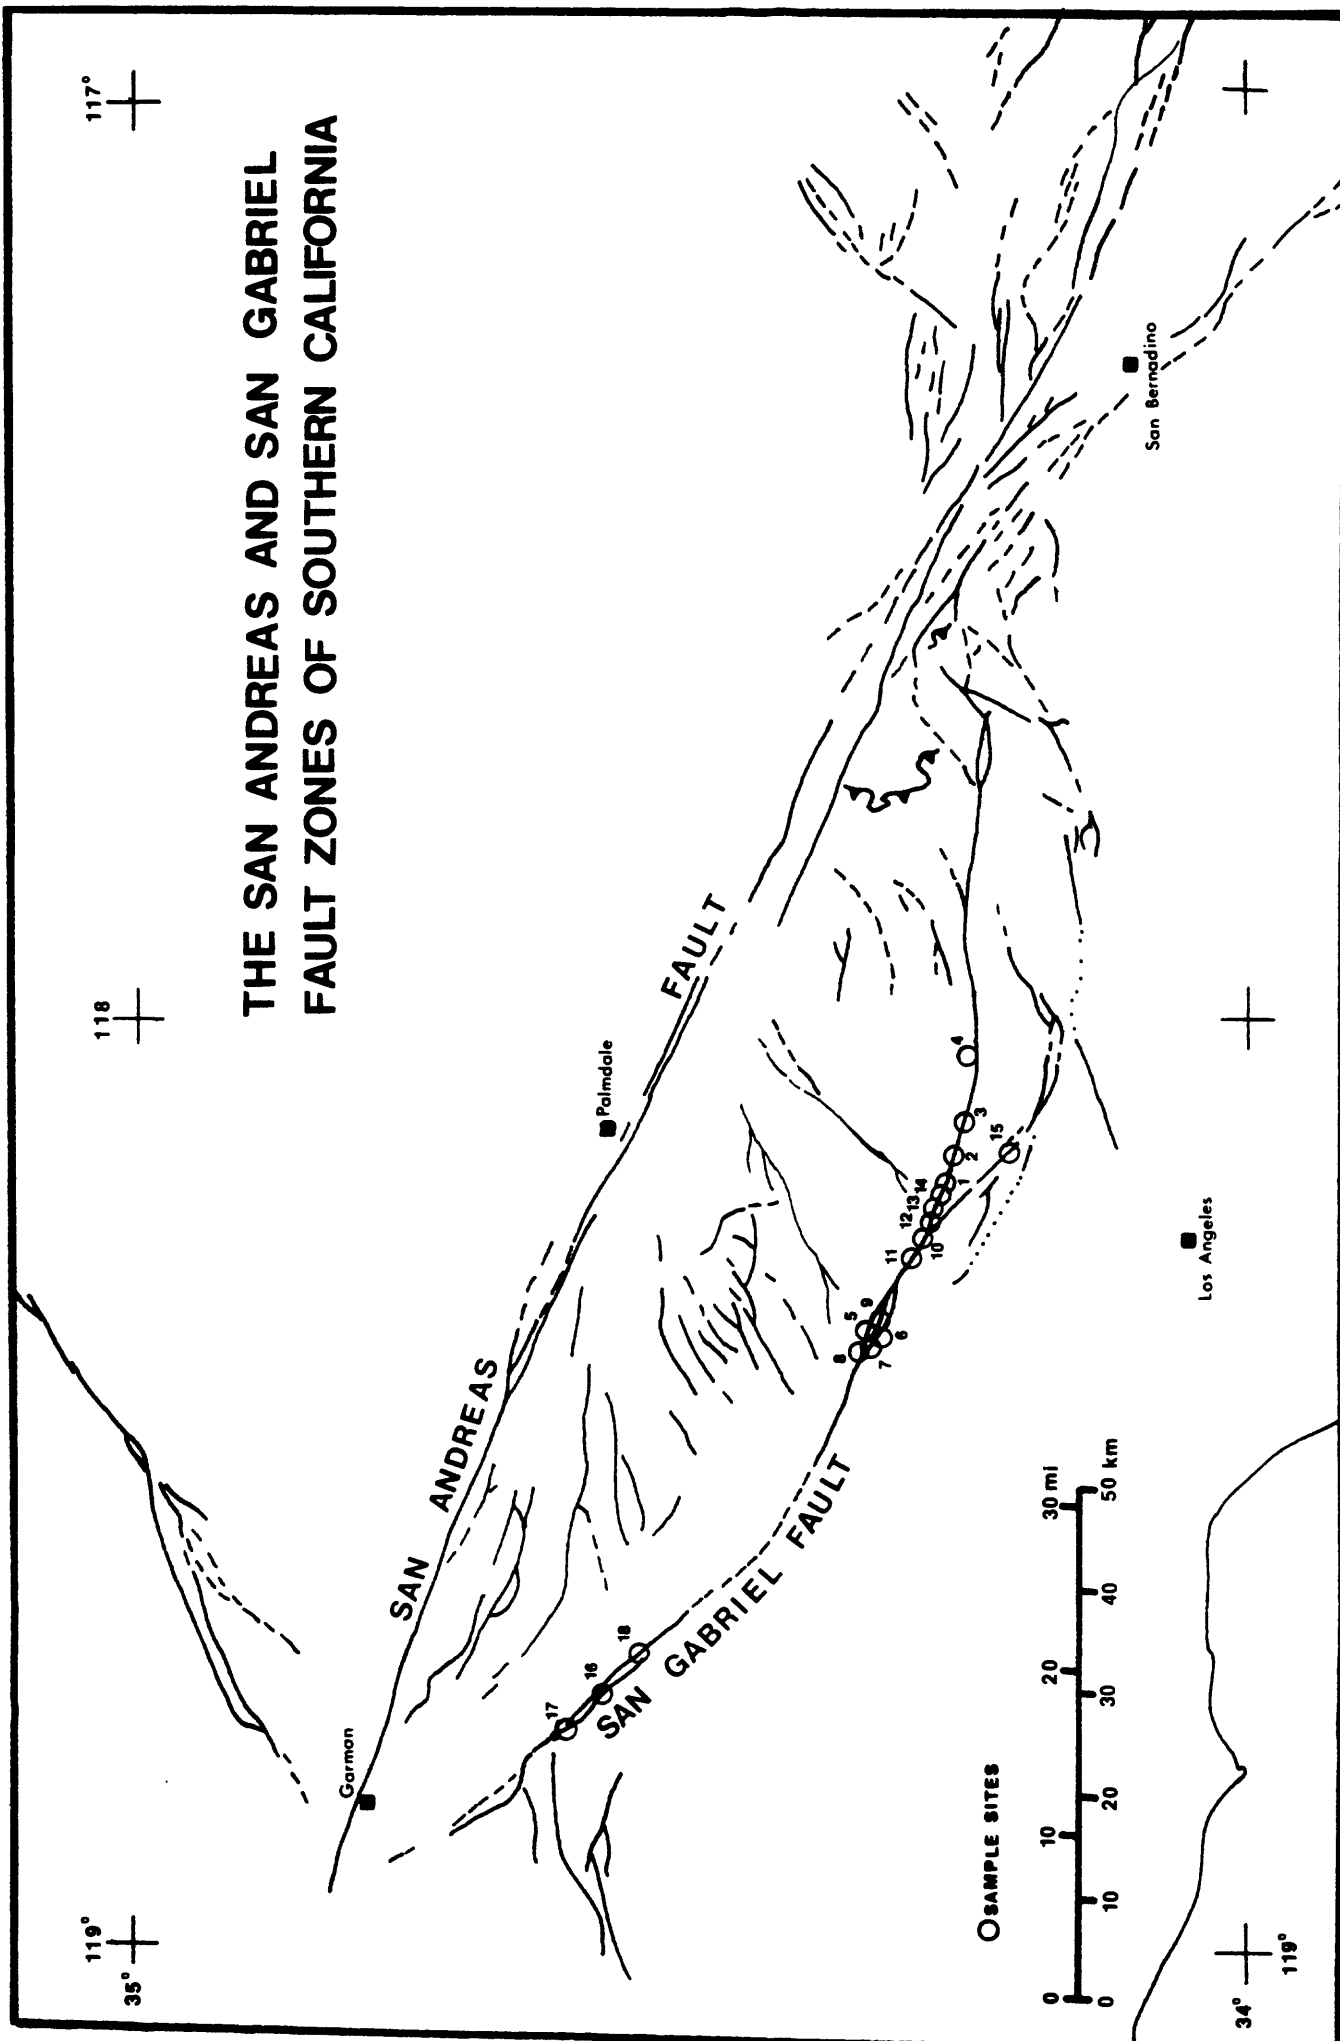 THE SAN ANDREAS AND SAN GABRIEL
FAULT ZONES OF SOUTHERN CALIFORNIA
119°
118
117°
35°
Garman
SAN ANDREAS FAULT
Palmdale
17
16
18
SAN GABRIEL FAULT
8
5
9
7
6
11
10
12
13
14
1
2
3
4
15
San Bernadino
Los Angeles
OSAMPLE SITES
0 10 20 30 mi
0 10 20 30 40 50 km
34°
119°